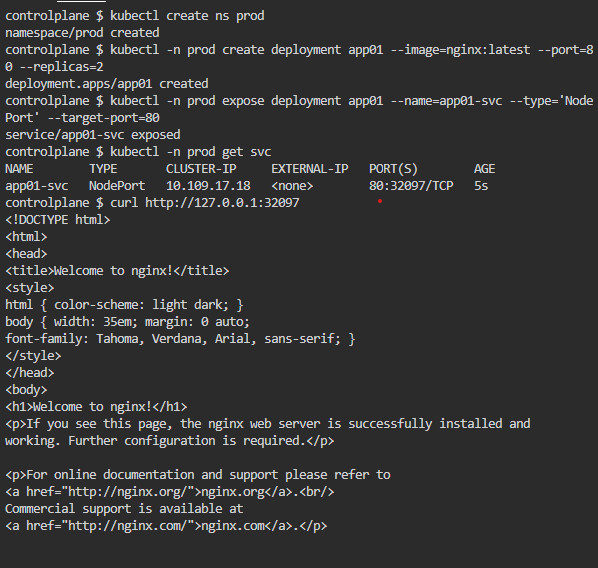 controlplane $ kubectl create ns prod
namespace/prod created
controlplane $ kubectl -n prod create deployment app01 --image=nginx:latest --port=8
0 --replicas=2
deployment.apps/app01 created
controlplane $ kubectl -n prod expose deployment app01 --name=app01-svc --type='Node
Port' --target-port=80
service/app01-svc exposed
controlplane $ kubectl -n prod get svc
NAME        TYPE       CLUSTER-IP     EXTERNAL-IP   PORT(S)        AGE
app01-svc   NodePort   10.109.17.18   <none>        80:32097/TCP   5s
controlplane $ curl http://127.0.0.1:32097
<!DOCTYPE html>
<html>
<head>
<title>Welcome to nginx!</title>
<style>
html { color-scheme: light dark; }
body { width: 35em; margin: 0 auto;
font-family: Tahoma, Verdana, Arial, sans-serif; }
</style>
</head>
<body>
<h1>Welcome to nginx!</h1>
<p>If you see this page, the nginx web server is successfully installed and
working. Further configuration is required.</p>

<p>For online documentation and support please refer to
<a href="http://nginx.org/">nginx.org</a>.<br/>
Commercial support is available at
<a href="http://nginx.com/">nginx.com</a>.</p>